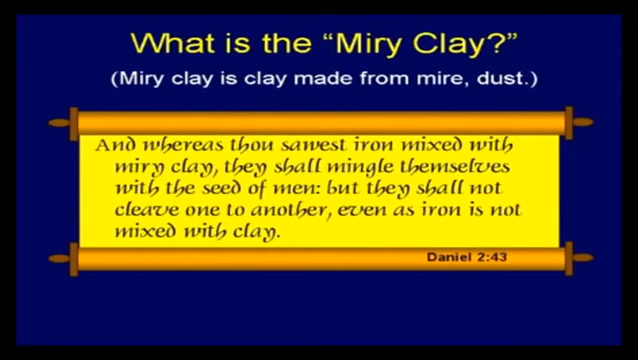 What is the “Miry Clay?”
(Miry clay is clay made from mire, dust.)
And whereas thou sawest iron mixed with
miry clay, they shall mingle themselves
with the seed of men: but they shall not
cleave one to another, even as iron is not
mixed with clay.
Daniel 2:43